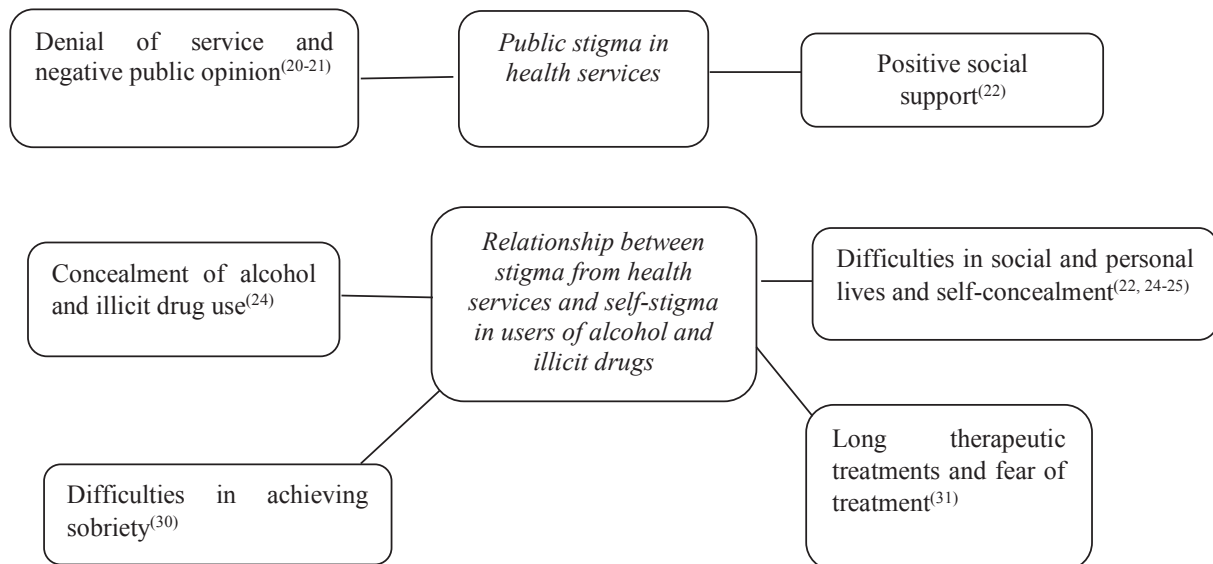 Denial of service and
negative public opinion(20-21)
Public stigma in
health services
Positive social
support(22)
Concealment of alcohol
and illicit drug use(24)
Relationship between
stigma from health
services and self-stigma
in users of alcohol and
illicit drugs
Difficulties in social and personal
lives and self-concealment(22, 24-25)
Difficulties in achieving
sobriety(30)
Long therapeutic
treatments and fear of
treatment(31)